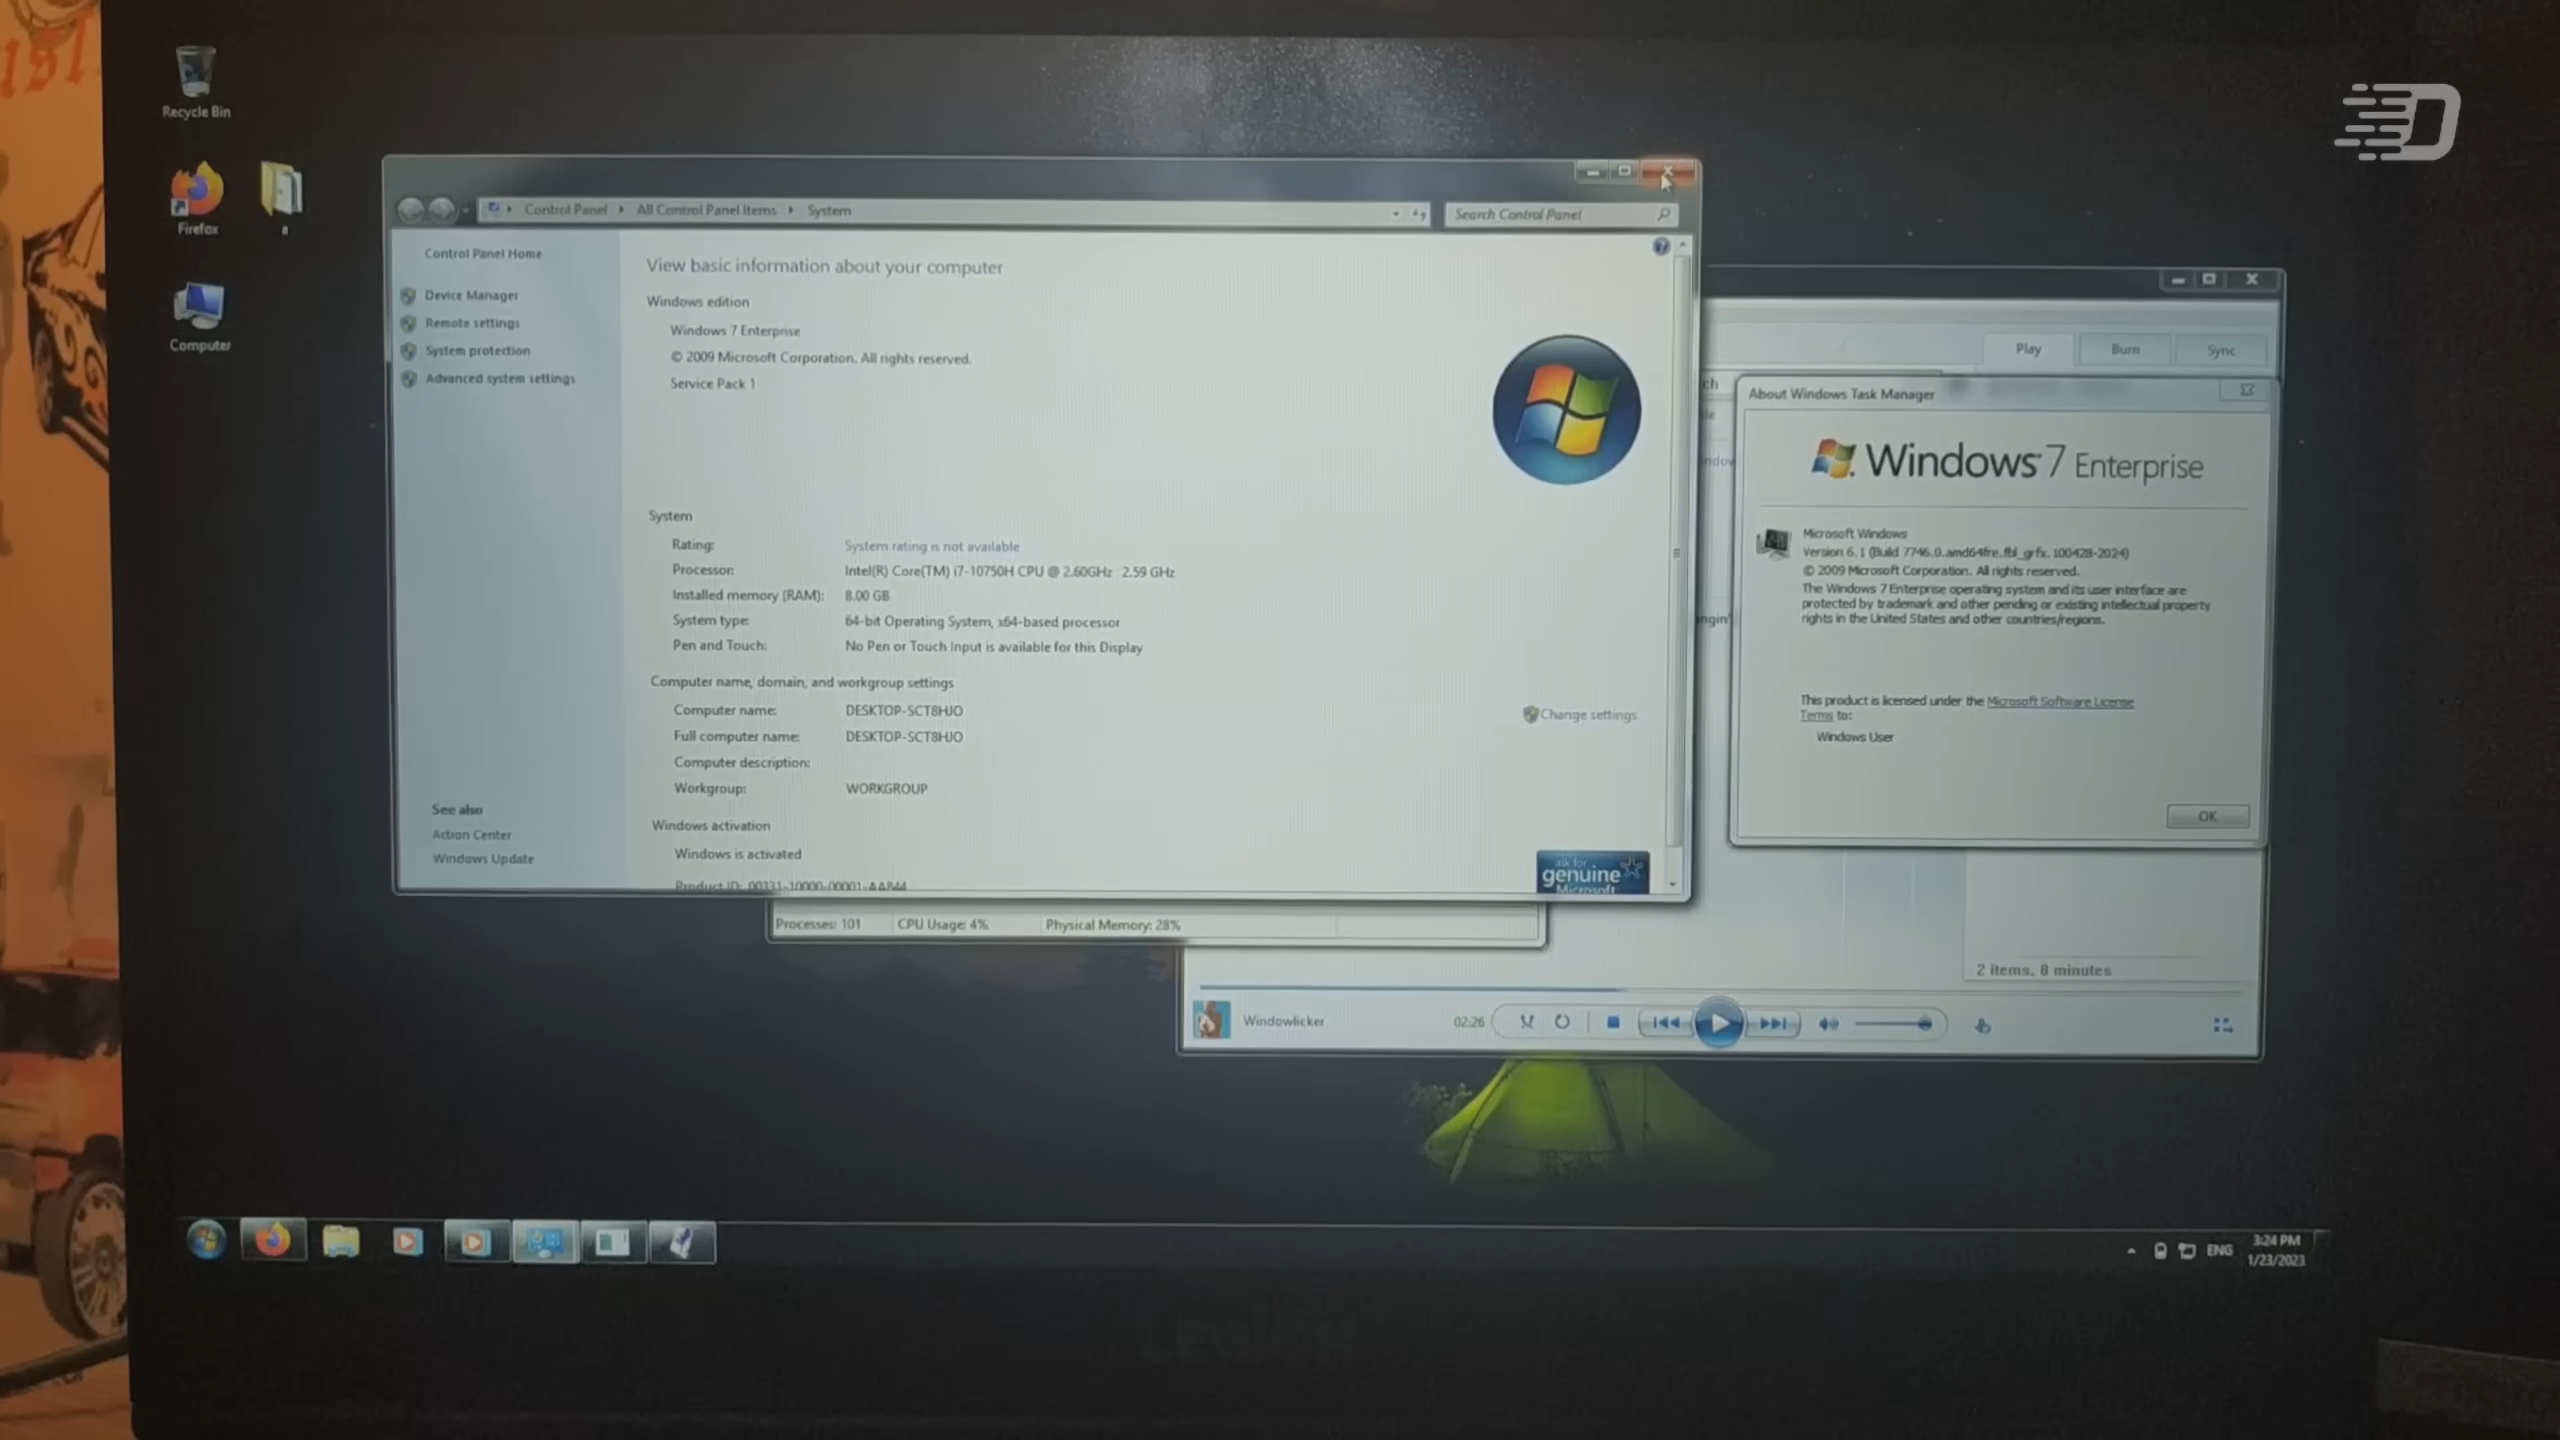 Recycle Bin
Firefox
a
Computer
Control Panel
All Control Panel Items
System
Search Control Panel
Control Panel Home
Device Manager
Remote settings
System protection
Advanced system settings
See also
Action Center
Windows Update
View basic information about your computer
Windows edition
Windows 7 Enterprise
© 2009 Microsoft Corporation. All rights reserved.
Service Pack 1
System
Rating: System rating is not available
Processor: Intel(R) Core(TM) i7-10750H CPU @ 2.60GHz 2.59 GHz
Installed memory (RAM): 8.00 GB
System type: 64-bit Operating System, x64-based processor
Pen and Touch: No Pen or Touch Input is available for this Display
Computer name, domain, and workgroup settings
Computer name: DESKTOP-SCT8HJO
Change settings
Full computer name: DESKTOP-SCT8HJO
Computer description:
Workgroup: WORKGROUP
Windows activation
Windows is activated
Product ID: 00331-10000-00001-AA844
ask for
genuine
Microsoft
Processes: 101 CPU Usage: 4% Physical Memory: 28%
Play Burn Sync
About Windows Task Manager
Windows 7 Enterprise
Microsoft Windows
Version 6.1 (Build 7746.0.amd64fre.fbl_grfx.100428-2024)
© 2009 Microsoft Corporation. All rights reserved.
The Windows 7 Enterprise operating system and its user interface are
protected by trademark and other pending or existing intellectual property
rights in the United States and other countries/regions.
This product is licensed under the Microsoft Software License
Terms to:
Windows User
OK
2 items, 8 minutes
Windowlicker
02:26
ENG
3:24 PM
1/23/2023